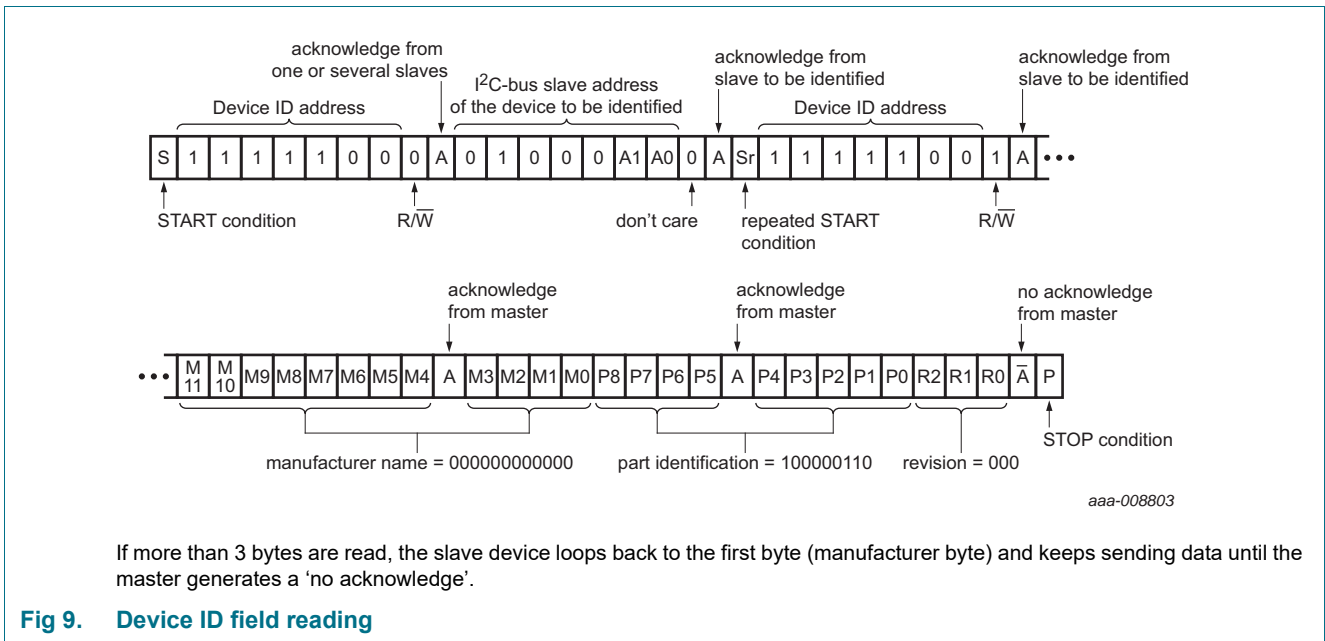 acknowledge from
one or several slaves
I2C-bus slave address
of the device to be identified
acknowledge from
slave to be identified
acknowledge from
slave to be identified
Device ID address
Device ID address
S 1 1 1 1 1 0 0 0 A 0 1 0 0 0 A1 A0 0 A Sr 1 1 1 1 1 0 0 1 A •••
START condition
R/W̅
don't care
repeated START
condition
R/W̅
acknowledge
from master
acknowledge
from master
no acknowledge
from master
••• M11 M10 M9 M8 M7 M6 M5 M4 A M3 M2 M1 M0 P8 P7 P6 P5 A P4 P3 P2 P1 P0 R2 R1 R0 A̅ P
STOP condition
manufacturer name = 000000000000
part identification = 100000110
revision = 000
aaa-008803
If more than 3 bytes are read, the slave device loops back to the first byte (manufacturer byte) and keeps sending data until the
master generates a ‘no acknowledge’.
Fig 9. Device ID field reading